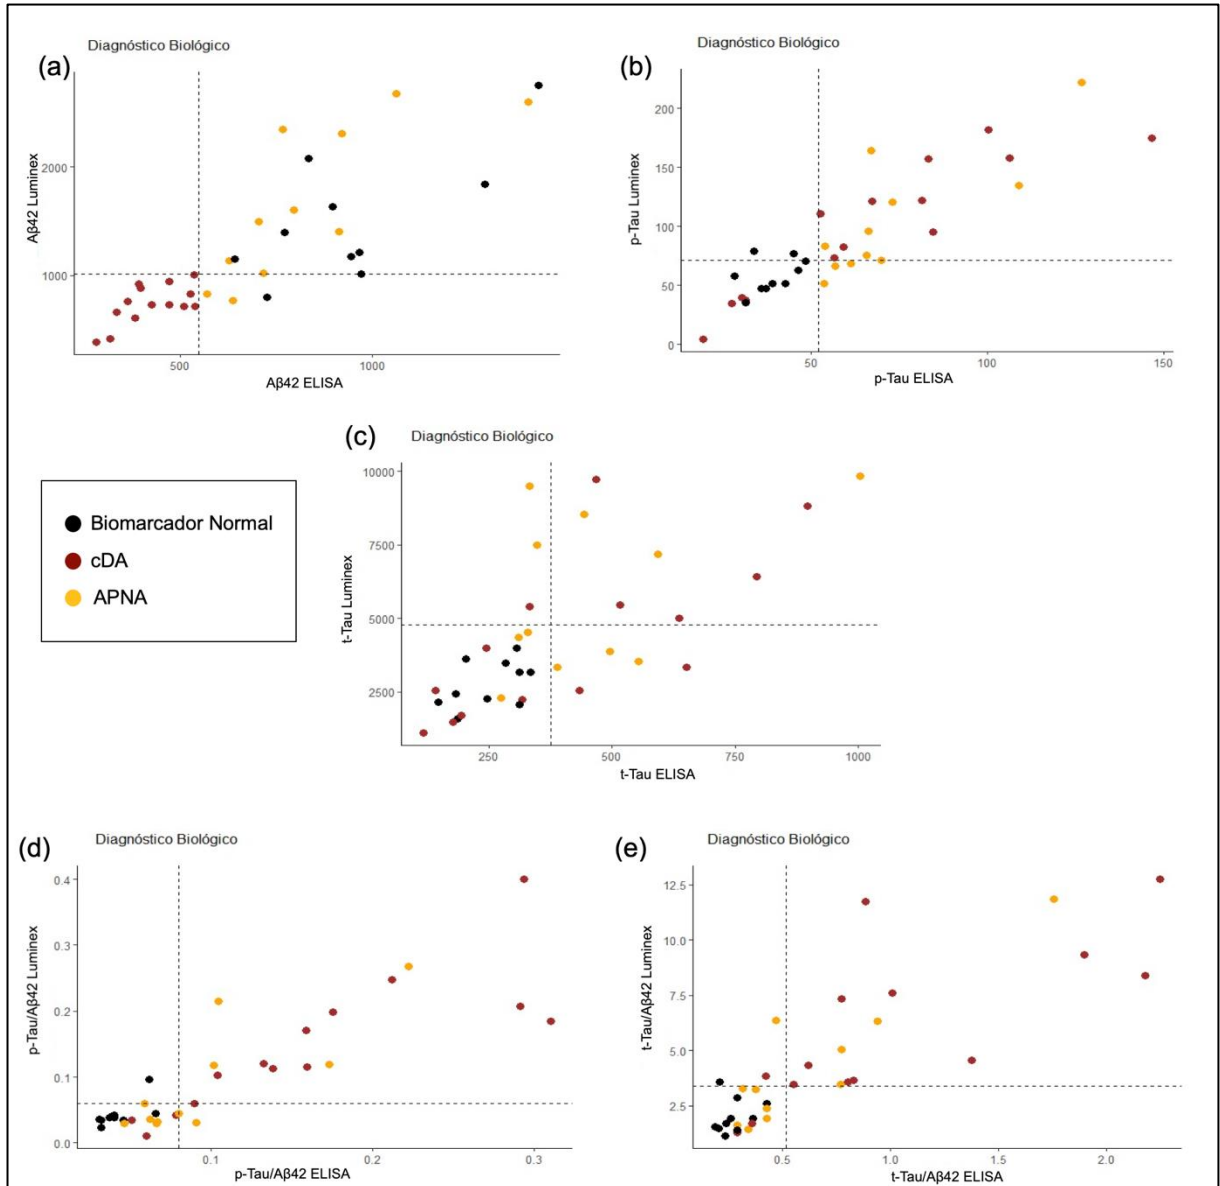 Diagnóstico Biológico
(a)
Aβ42 Luminex
2000
1000
500
1000
Aβ42 ELISA
Diagnóstico Biológico
(b)
p-Tau Luminex
200
150
100
50
0
50
100
150
p-Tau ELISA
Diagnóstico Biológico
(c)
t-Tau Luminex
10000
7500
5000
2500
250
500
750
1000
t-Tau ELISA
Biomarcador Normal
cDA
APNA
Diagnóstico Biológico
(d)
p-Tau/Aβ42 Luminex
0.4
0.3
0.2
0.1
0.0
0.1
0.2
0.3
p-Tau/Aβ42 ELISA
Diagnóstico Biológico
(e)
t-Tau/Aβ42 Luminex
12.5
10.0
7.5
5.0
2.5
0.5
1.0
1.5
2.0
t-Tau/Aβ42 ELISA